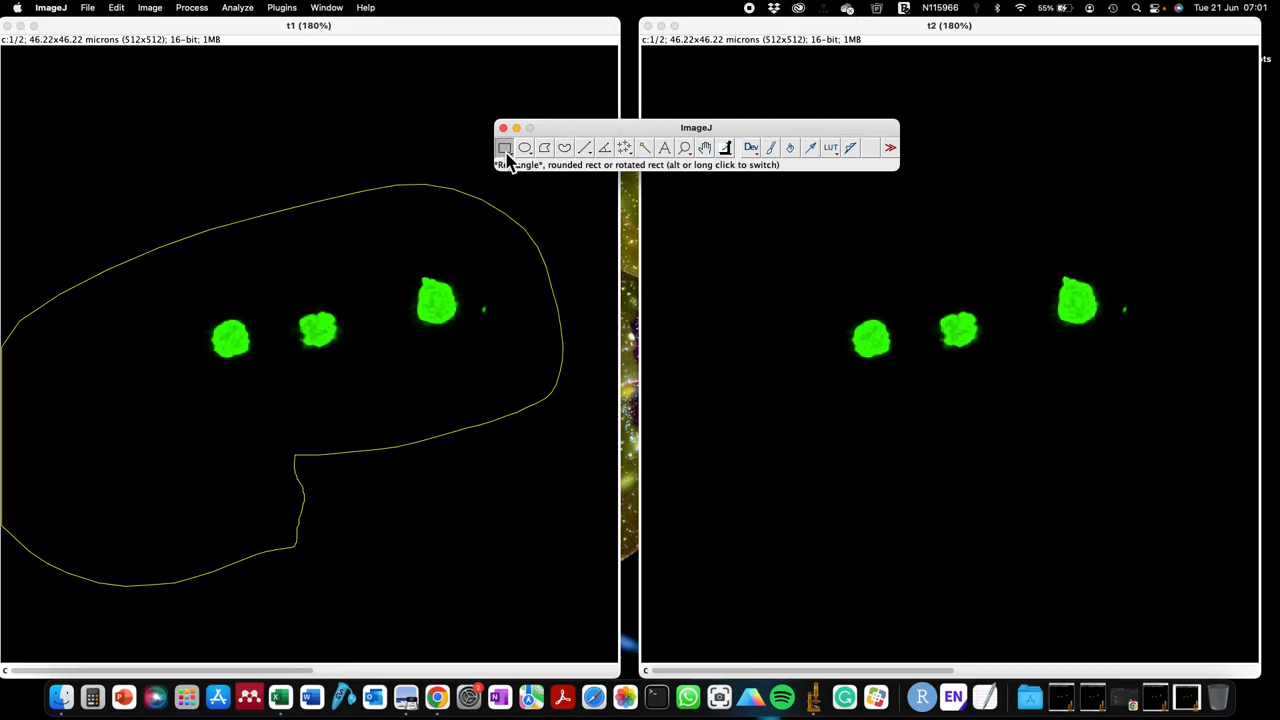 ImageJ File Edit Image Process Analyze Plugins Window Help N115966 55% Tue 21 Jun 07:01
t1 (180%)
c:1/2; 46.22x46.22 microns (512x512); 16-bit; 1MB
t2 (180%)
c:1/2; 46.22x46.22 microns (512x512); 16-bit; 1MB
ots
ImageJ
Dev LUT
rounded rect or rotated rect (alt or long click to switch)
c
c
EN